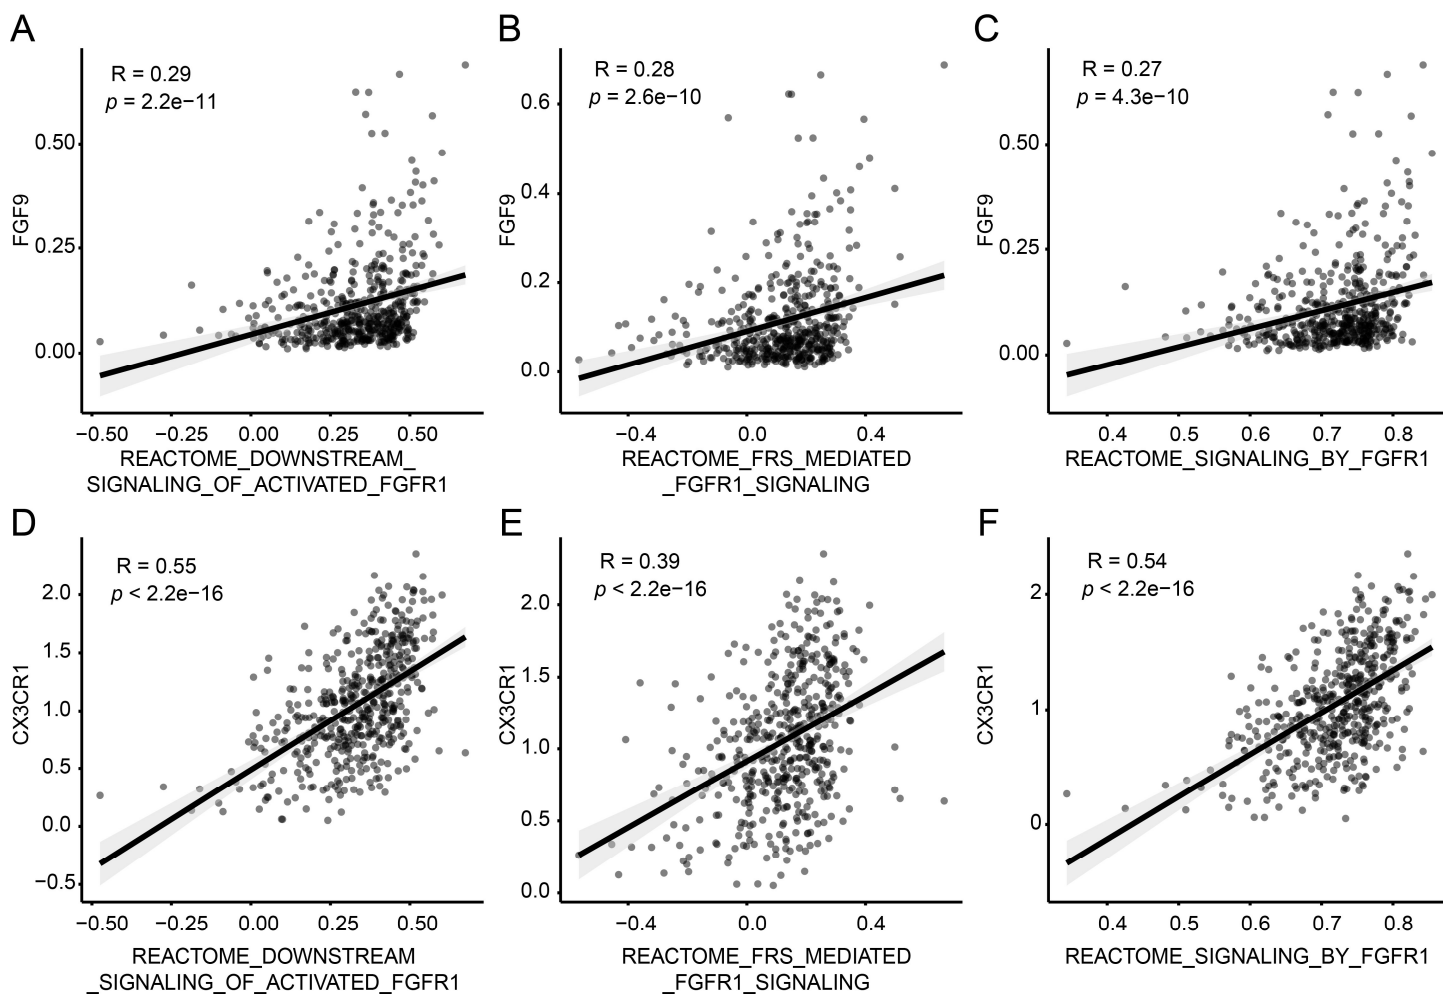 A
R = 0.29
p = 2.2e−11
FGF9
0.50
0.25
0.00
−0.50 −0.25 0.00 0.25 0.50
REACTOME_DOWNSTREAM_
SIGNALING_OF_ACTIVATED_FGFR1
B
R = 0.28
p = 2.6e−10
FGF9
0.6
0.4
0.2
0.0
−0.4 0.0 0.4
REACTOME_FRS_MEDIATED
_FGFR1_SIGNALING
C
R = 0.27
p = 4.3e−10
FGF9
0.50
0.25
0.00
0.4 0.5 0.6 0.7 0.8
REACTOME_SIGNALING_BY_FGFR1
D
R = 0.55
p < 2.2e−16
CX3CR1
2.0
1.5
1.0
0.5
0.0
−0.5
−0.50 −0.25 0.00 0.25 0.50
REACTOME_DOWNSTREAM
_SIGNALING_OF_ACTIVATED_FGFR1
E
R = 0.39
p < 2.2e−16
CX3CR1
2.0
1.5
1.0
0.5
0.0
−0.4 0.0 0.4
REACTOME_FRS_MEDIATED
_FGFR1_SIGNALING
F
R = 0.54
p < 2.2e−16
CX3CR1
2
1
0
0.4 0.5 0.6 0.7 0.8
REACTOME_SIGNALING_BY_FGFR1